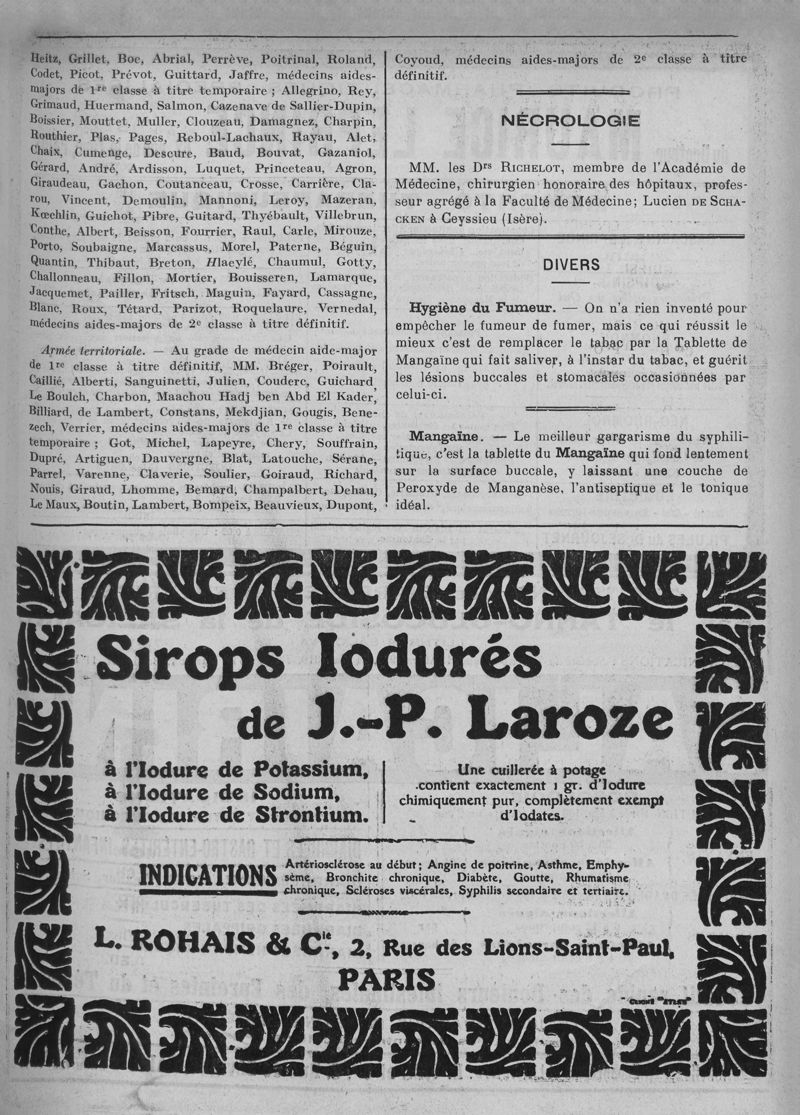 Heitz, Grillet, Boc, Abrial, Perrève, Poitrinal, Roland,
Codet, Picot, Prévot, Guittard, Jaffre, médecins aides-
majors de 1re classe à titre temporaire ; Allegrino, Rey,
Grimaud, Huermand, Salmon, Cazenave de Sallier-Dupin,
Boissier, Mouttet, Muller, Clouzeau, Damagnez, Charpin,
Routhier, Plas, Pages, Reboul-Lachaux, Rayau, Alet,
Chaix, Cumenge, Descure, Baud, Bouvat, Gazaniol,
Gérard, André, Ardisson, Luquet, Princeteau, Agron,
Giraudeau, Gachon, Coutanceau, Crosse, Carrière, Cla-
rou, Vincent, Demoulin, Mannoni, Leroy, Mazeran,
Kœchlin, Guichot, Pibre, Guitard, Thyébault, Villebrun,
Conthe, Albert, Beisson, Fourrier, Raul, Carle, Mirouze,
Porto, Soubaigne, Marcassus, Morel, Paterne, Béguin,
Quantin, Thibaut, Breton, Hlaeylé, Chaumul, Gotty,
Challonneau, Fillon, Mortier, Bouisseren, Lamarque,
Jacquemet, Pailler, Fritsch, Maguin, Fayard, Cassagne,
Blanc, Roux, Tétard, Parizot, Roquelaure, Vernedal,
médecins aides-majors de 2e classe à titre définitif.
Armée territoriale. — Au grade de médecin aide-major
de 1re classe à titre définitif, MM. Bréger, Poirault,
Caillié, Alberti, Sanguinetti, Julien, Couderc, Guichard,
Le Boulch, Charbon, Maachou Hadj ben Abd El Kader,
Billiard, de Lambert, Constans, Mekdjian, Gougis, Bene-
zech, Verrier, médecins aides-majors de 1re classe à titre
temporaire ; Got, Michel, Lapeyre, Chery, Souffrain,
Dupré, Artiguen, Dauvergne, Blat, Latouche, Sérane,
Parrel, Varenne, Claverie, Soulier, Goiraud, Richard,
Nouis, Giraud, Lhomme, Bemard, Champalbert, Dehau,
Le Maux, Boutin, Lambert, Bompeix, Beauvieux, Dupont,
Coyoud, médecins aides-majors de 2e classe à titre
définitif.
NÉCROLOGIE
MM. les Drs RICHELOT, membre de l'Académie de
Médecine, chirurgien honoraire des hôpitaux, profes-
seur agrégé à la Faculté de Médecine; Lucien DE SCHA-
CKEN à Geyssieu (Isère).
DIVERS
Hygiène du Fumeur. — On n'a rien inventé pour
empêcher le fumeur de fumer, mais ce qui réussit le
mieux c'est de remplacer le tabac par la Tablette de
Mangaïne qui fait saliver, à l'instar du tabac, et guérit
les lésions buccales et stomacales occasionnées par
celui-ci.
Mangaïne. — Le meilleur gargarisme du syphili-
tique, c'est la tablette du Mangaïne qui fond lentement
sur la surface buccale, y laissant une couche de
Peroxyde de Manganèse, l'antiseptique et le tonique
idéal.
Sirops Iodurés
de J.-P. Laroze
à l'Iodure de Potassium,
à l'Iodure de Sodium,
à l'Iodure de Strontium.
Une cuillerée à potage
contient exactement 1 gr. d'Iodure
chimiquement pur, complètement exempt
d'Iodates.
INDICATIONS
Artériosclérose au début; Angine de poitrine, Asthme, Emphy-
sème, Bronchite chronique, Diabète, Goutte, Rhumatisme
chronique, Scléroses viscérales, Syphilis secondaire et tertiaire.
L. ROHAIS & Cie, 2, Rue des Lions-Saint-Paul,
PARIS
CLICHÉ "ATLAS"